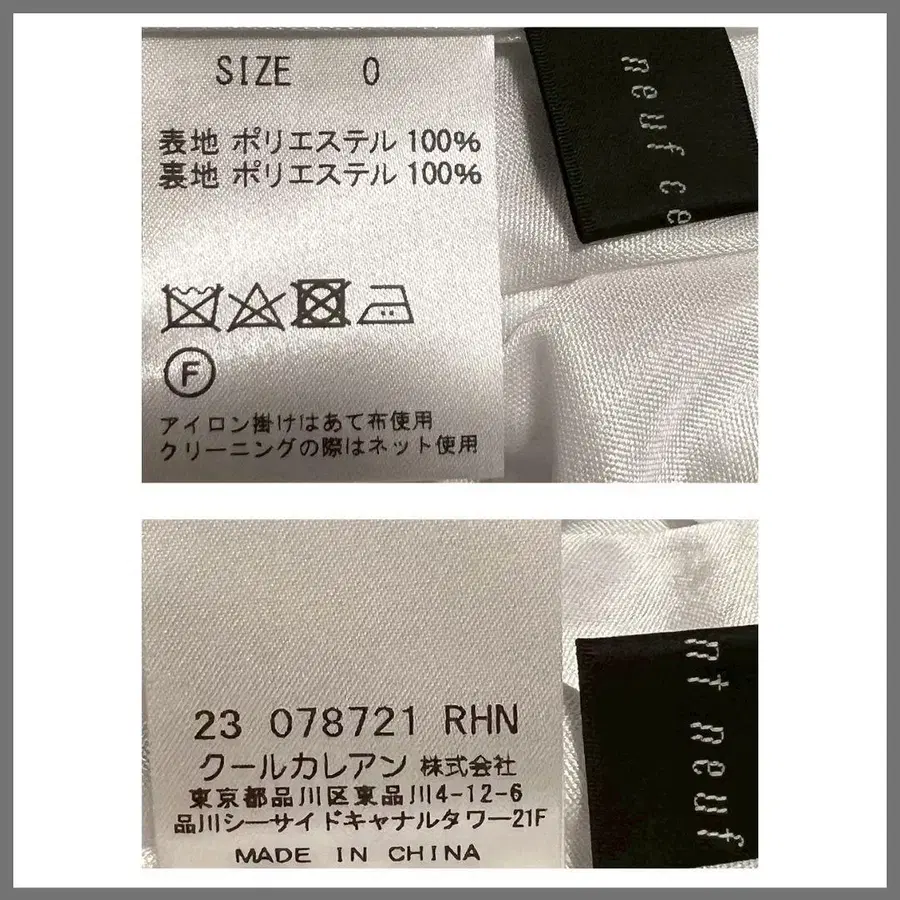 SIZE 0
neuf ce
表地 ポリエステル 100%
裏地 ポリエステル 100%
F
アイロン掛けはあて布使用
クリーニングの際はネット使用
nt neuf
23 078721 RHN
クールカレアン 株式会社
東京都品川区東品川4-12-6
品川シーサイドキャナルタワー21F
MADE IN CHINA